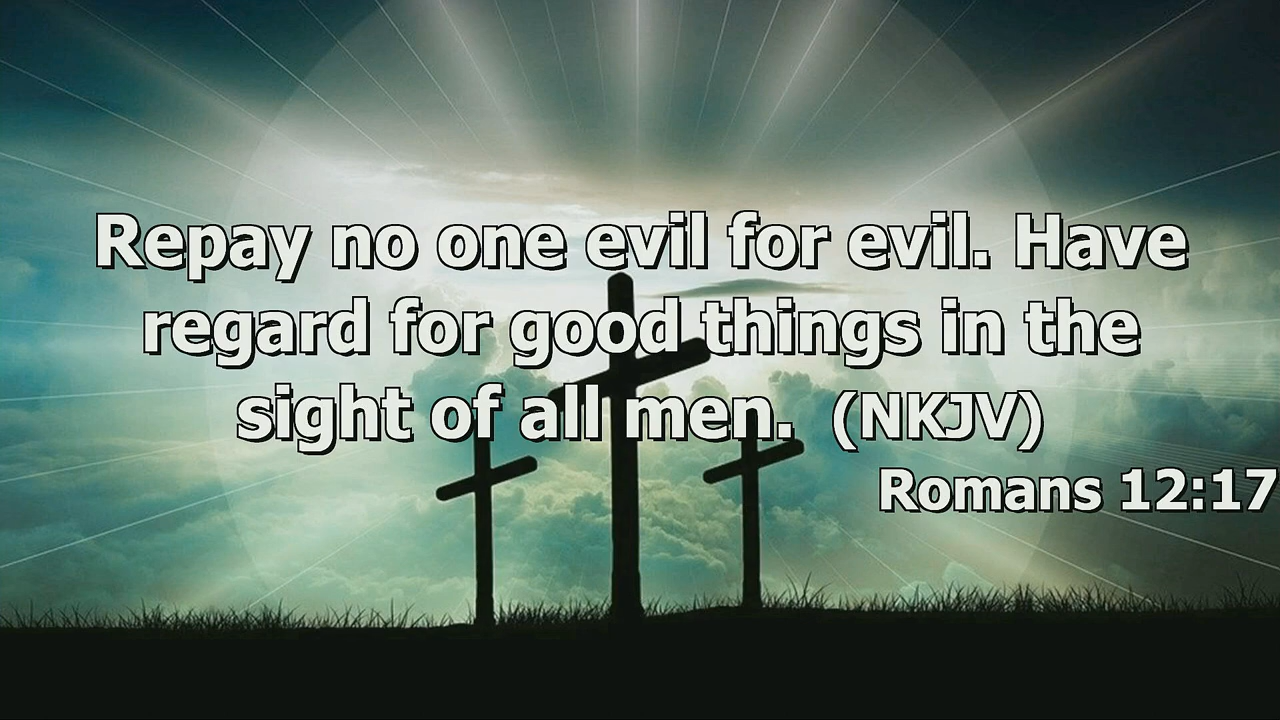 Repay no one evil for evil. Have
regard for good things in the
sight of all men. (NKJV)
Romans 12:17